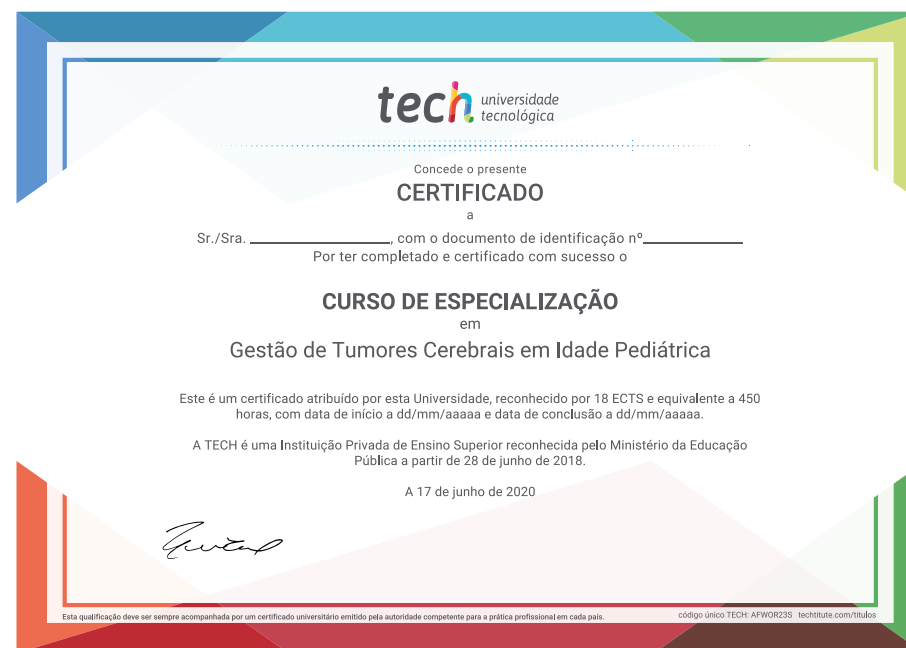 tech universidade
tecnológica
Concede o presente
CERTIFICADO
a
Sr./Sra. ____________________, com o documento de identificação nº______________
Por ter completado e certificado com sucesso o
CURSO DE ESPECIALIZAÇÃO
em
Gestão de Tumores Cerebrais em Idade Pediátrica
Este é um certificado atribuído por esta Universidade, reconhecido por 18 ECTS e equivalente a 450
horas, com data de início a dd/mm/aaaaa e data de conclusão a dd/mm/aaaaa.
A TECH é uma Instituição Privada de Ensino Superior reconhecida pelo Ministério da Educação
Pública a partir de 28 de junho de 2018.
A 17 de junho de 2020
Esta qualificação deve ser sempre acompanhada por um certificado universitário emitido pela autoridade competente para a prática profissional em cada país.
código único TECH: AFWOR23S techtitute.com/titulos